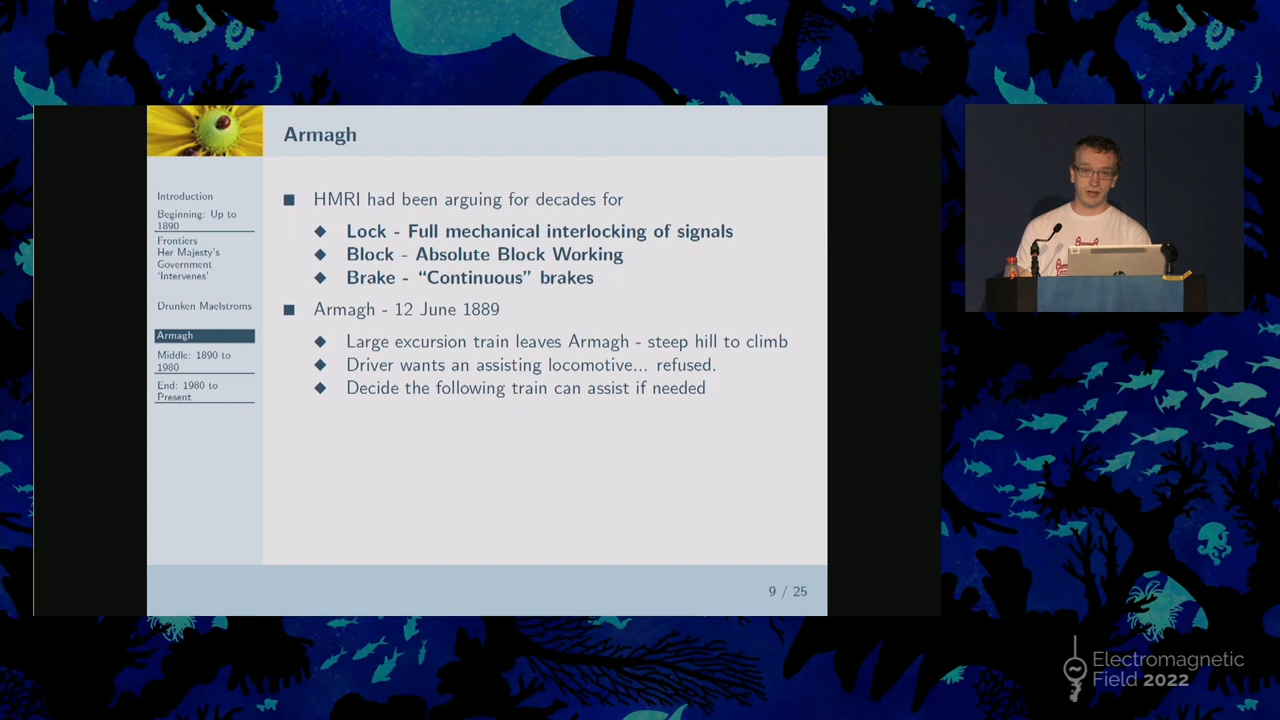 Armagh
Introduction
Beginning: Up to
1890
Frontiers
Her Majesty's
Government
'Intervenes'
Drunken Maelstroms
Armagh
Middle: 1890 to
1980
End: 1980 to
Present
HMRI had been arguing for decades for
Lock - Full mechanical interlocking of signals
Block - Absolute Block Working
Brake - “Continuous” brakes
Armagh - 12 June 1889
Large excursion train leaves Armagh - steep hill to climb
Driver wants an assisting locomotive... refused.
Decide the following train can assist if needed
9 / 25
Electromagnetic
Field 2022